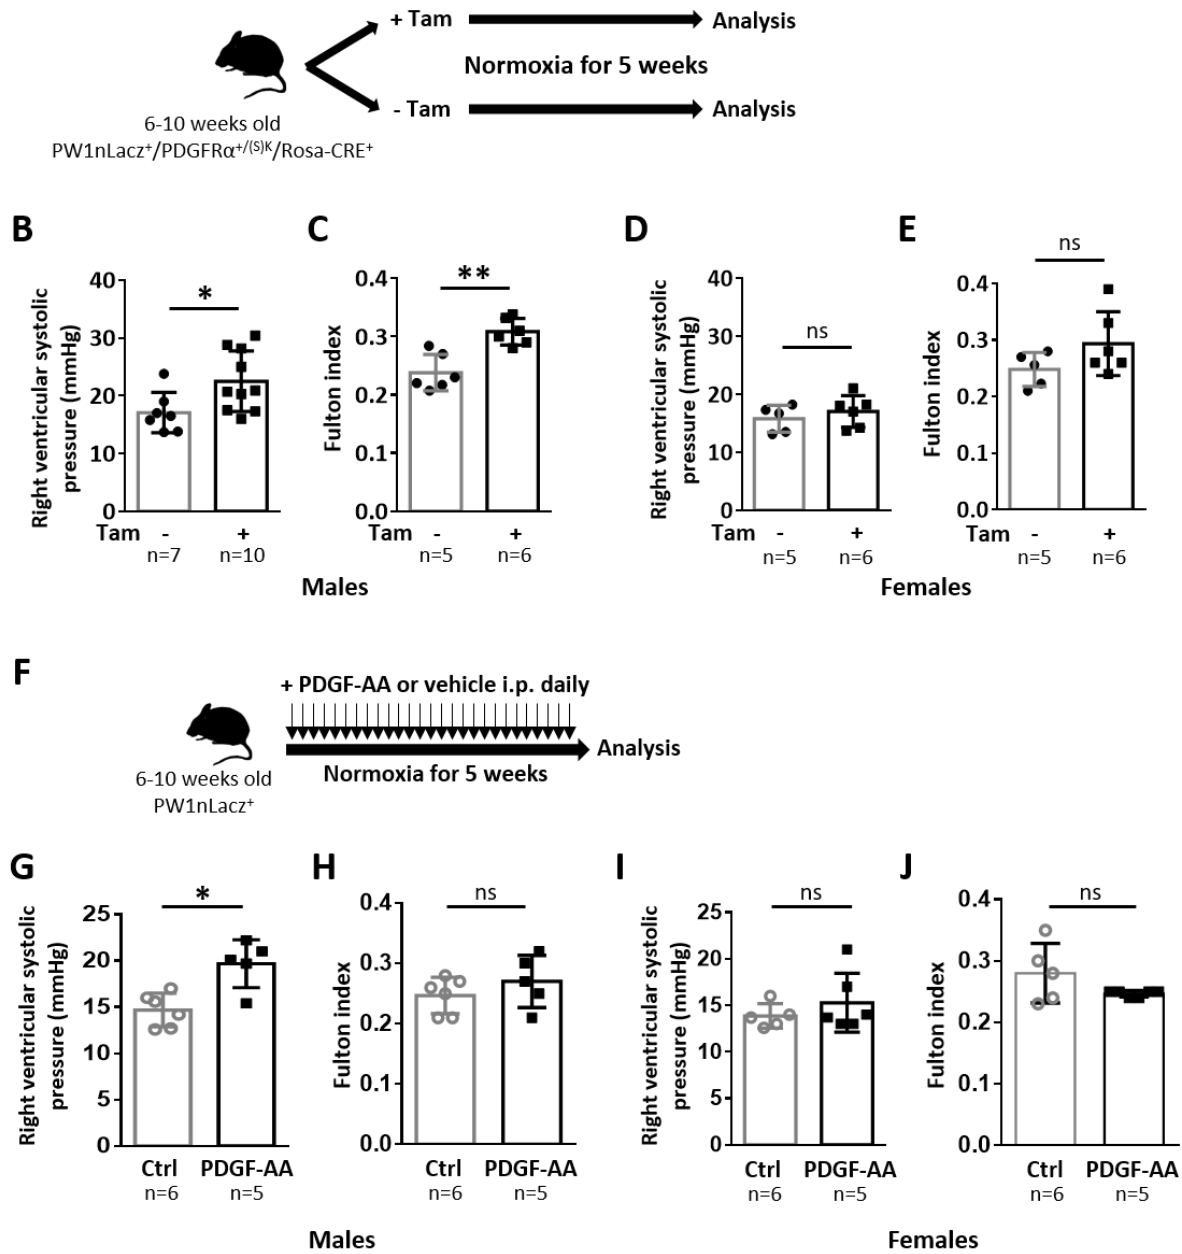 + Tam
Analysis
Normoxia for 5 weeks
- Tam
Analysis
6-10 weeks old
PW1nLacz⁺/PDGFRα⁺/⁽ˢ⁾ᴷ/Rosa-CRE⁺
B
Right ventricular systolic
pressure (mmHg)
40
30
20
10
0
*
Tam - +
n=7 n=10
C
Fulton index
0.4
0.3
0.2
0.1
0.0
**
Tam - +
n=5 n=6
Males
D
Right ventricular systolic
pressure (mmHg)
40
30
20
10
0
ns
Tam - +
n=5 n=6
E
Fulton index
0.4
0.3
0.2
0.1
0.0
ns
Tam - +
n=5 n=6
Females
F
+ PDGF-AA or vehicle i.p. daily
Analysis
Normoxia for 5 weeks
6-10 weeks old
PW1nLacz⁺
G
Right ventricular systolic
pressure (mmHg)
25
20
15
10
5
0
*
Ctrl PDGF-AA
n=6 n=5
H
Fulton index
0.4
0.3
0.2
0.1
0.0
ns
Ctrl PDGF-AA
n=6 n=5
Males
I
Right ventricular systolic
pressure (mmHg)
25
20
15
10
5
0
ns
Ctrl PDGF-AA
n=6 n=5
J
Fulton index
0.4
0.3
0.2
0.1
0.0
ns
Ctrl PDGF-AA
n=6 n=5
Females